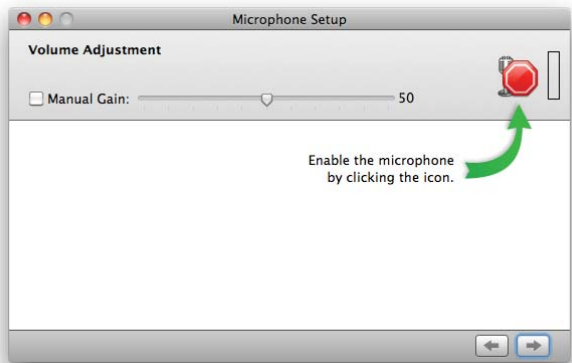 Microphone Setup
Volume Adjustment
Manual Gain: 50
Enable the microphone
by clicking the icon.